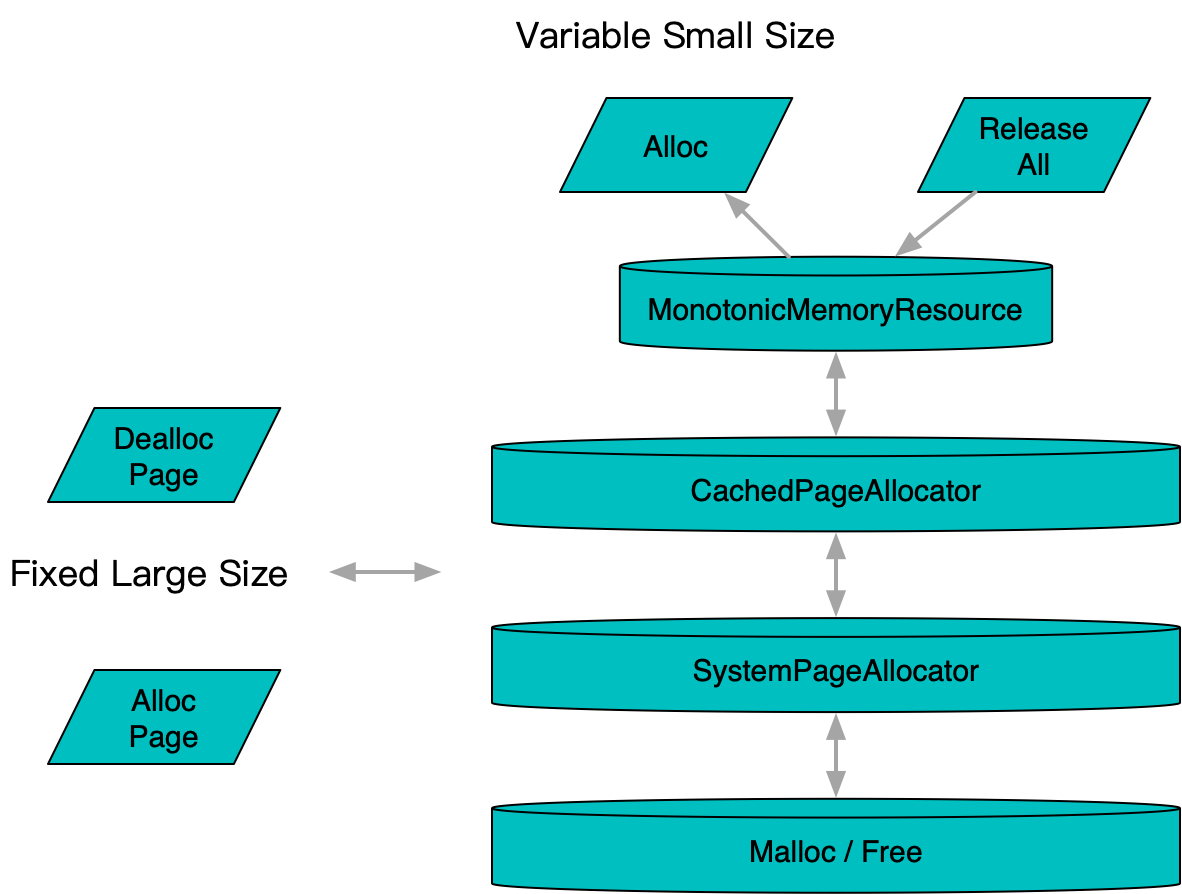 Variable Small Size
Alloc
Release
All
MonotonicMemoryResource
Dealloc
Page
CachedPageAllocator
Fixed Large Size
SystemPageAllocator
Alloc
Page
Malloc / Free